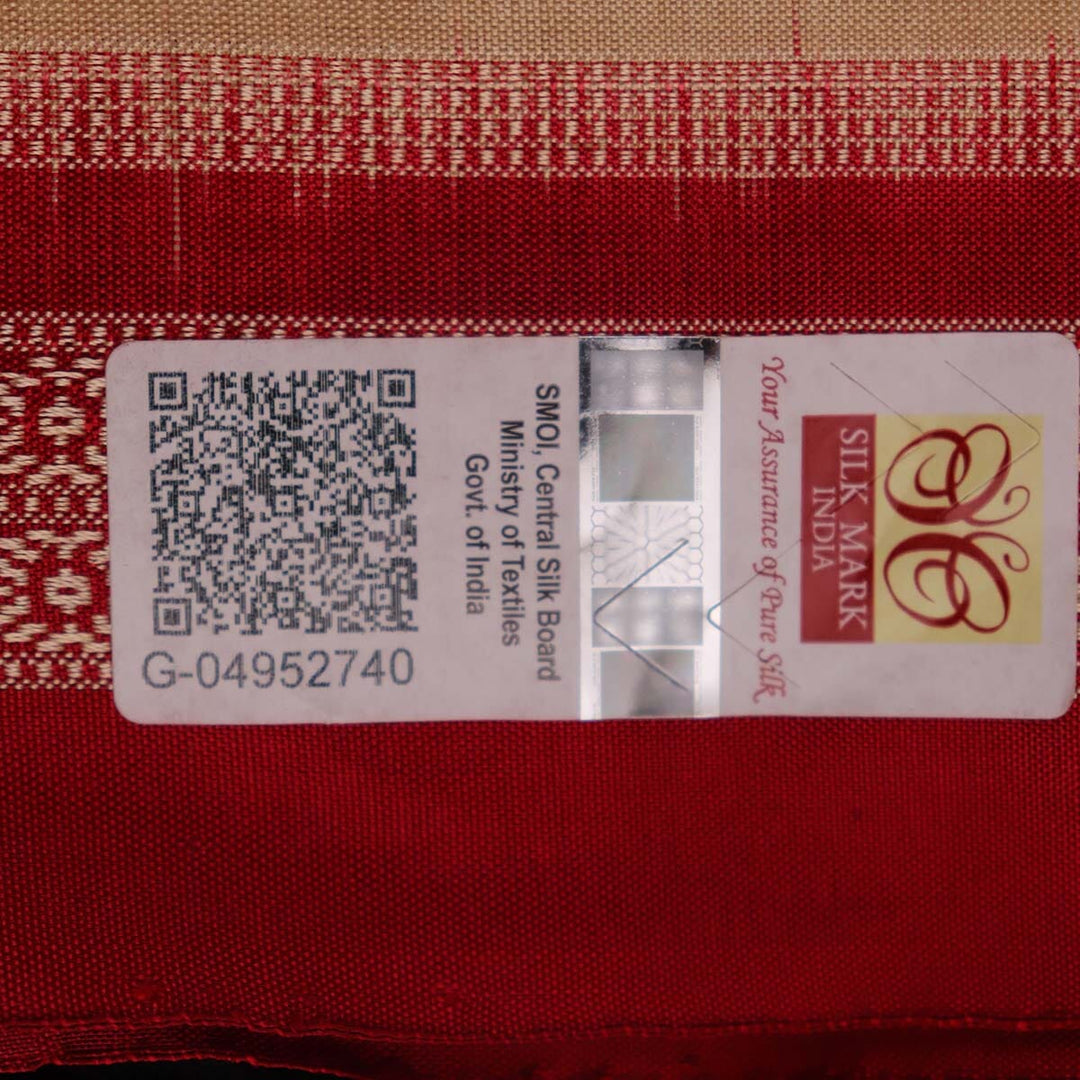 G-04952740
SMOI, Central Silk Board
Ministry of Textiles
Govt. of India
Your Assurance of Pure Silk
SILK MARK
INDIA